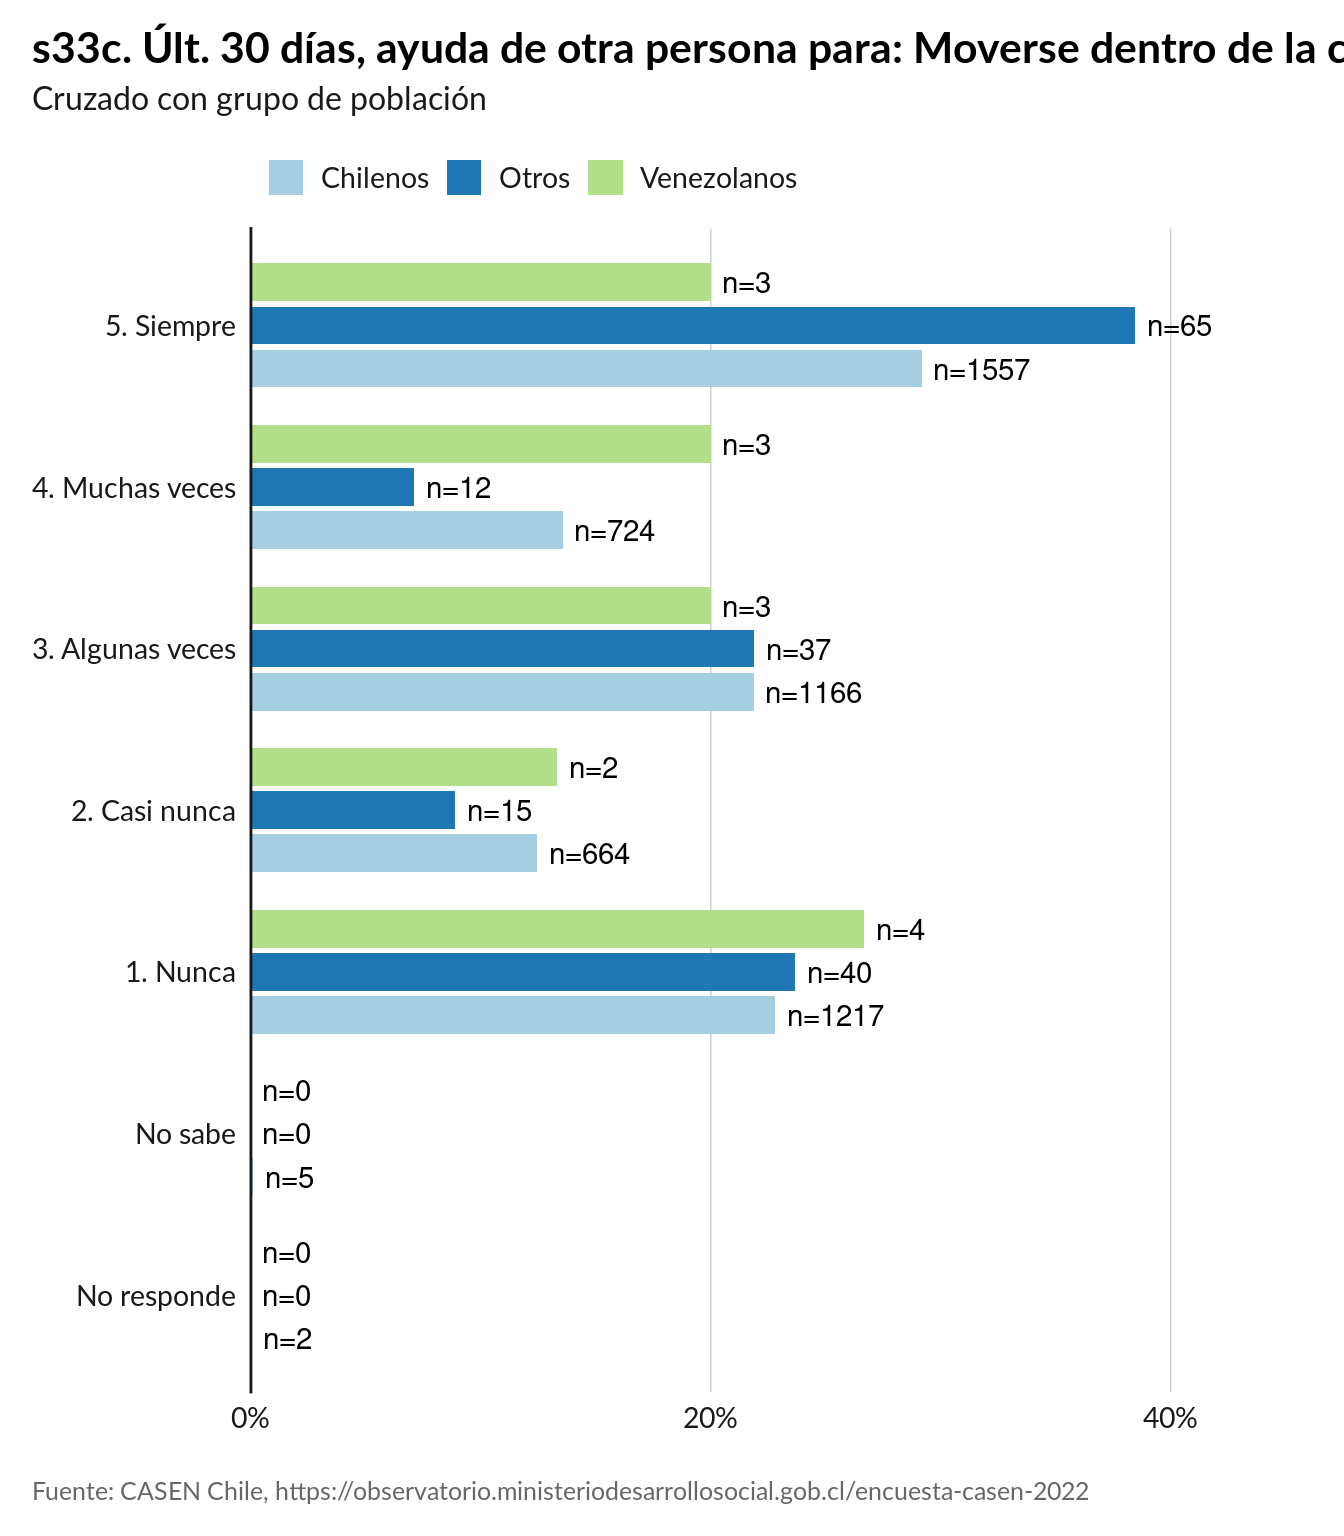 s33c. Últ. 30 días, ayuda de otra persona para: Moverse dentro de la
Cruzado con grupo de población
Chilenos Otros Venezolanos
n=3
5. Siempre n=65
n=1557
n=3
4. Muchas veces n=12
n=724
n=3
3. Algunas veces n=37
n=1166
n=2
2. Casi nunca n=15
n=664
n=4
1. Nunca n=40
n=1217
n=0
No sabe n=0
n=5
n=0
No responde n=0
n=2
0% 20% 40%
Fuente: CASEN Chile, https://observatorio.ministeriodesarrollosocial.gob.cl/encuesta-casen-2022